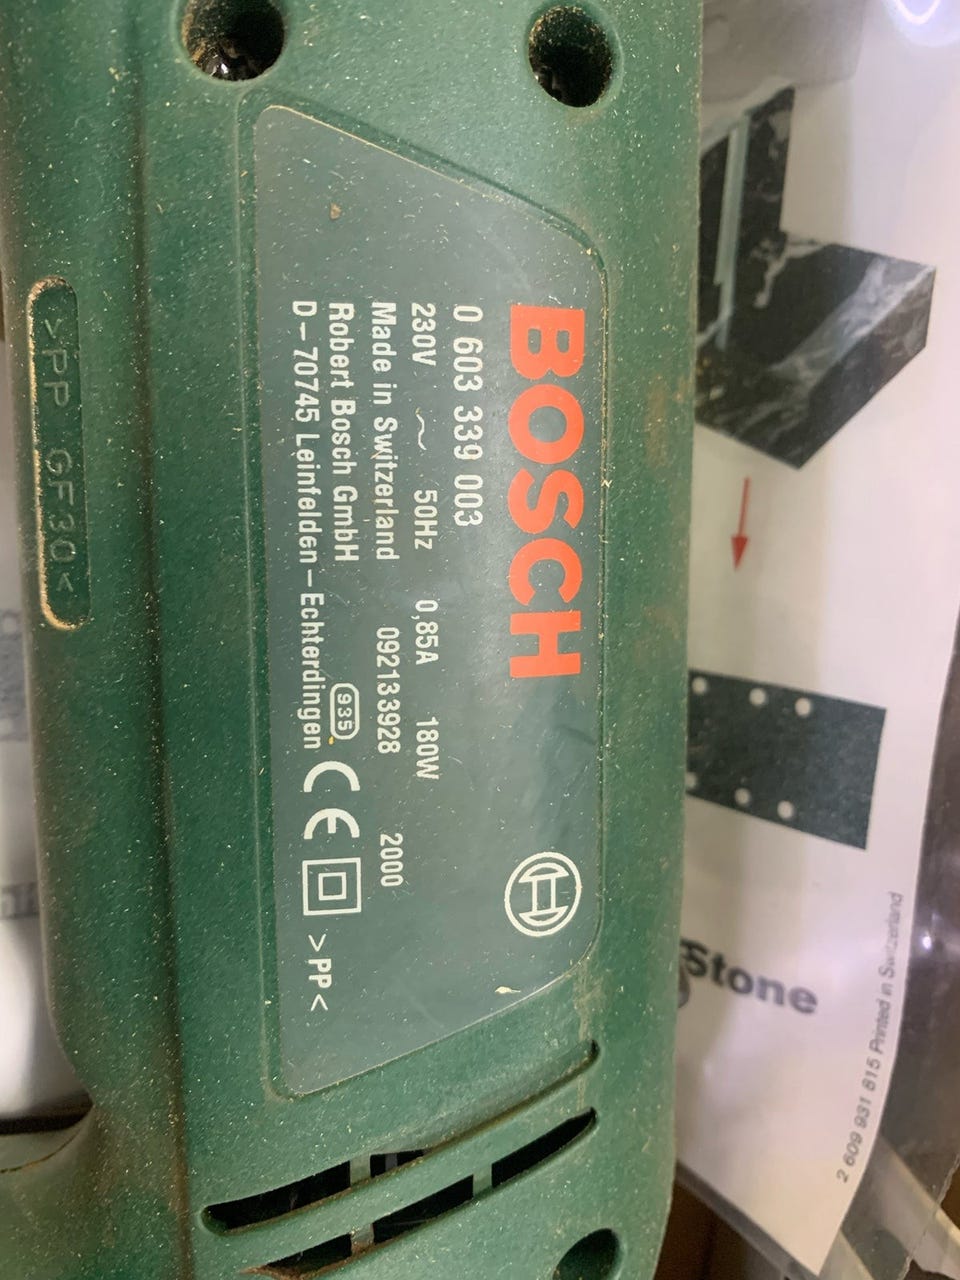 BOSCH
0 603 339 003
230V ~ 50Hz 0,85A 180W
Made in Switzerland 092133928 2000
Robert Bosch GmbH 935
D-70745 Leinfelden-Echterdingen CE >PP<
>PP GF30<
Stone
2 609 931 815 Printed in Switzerland